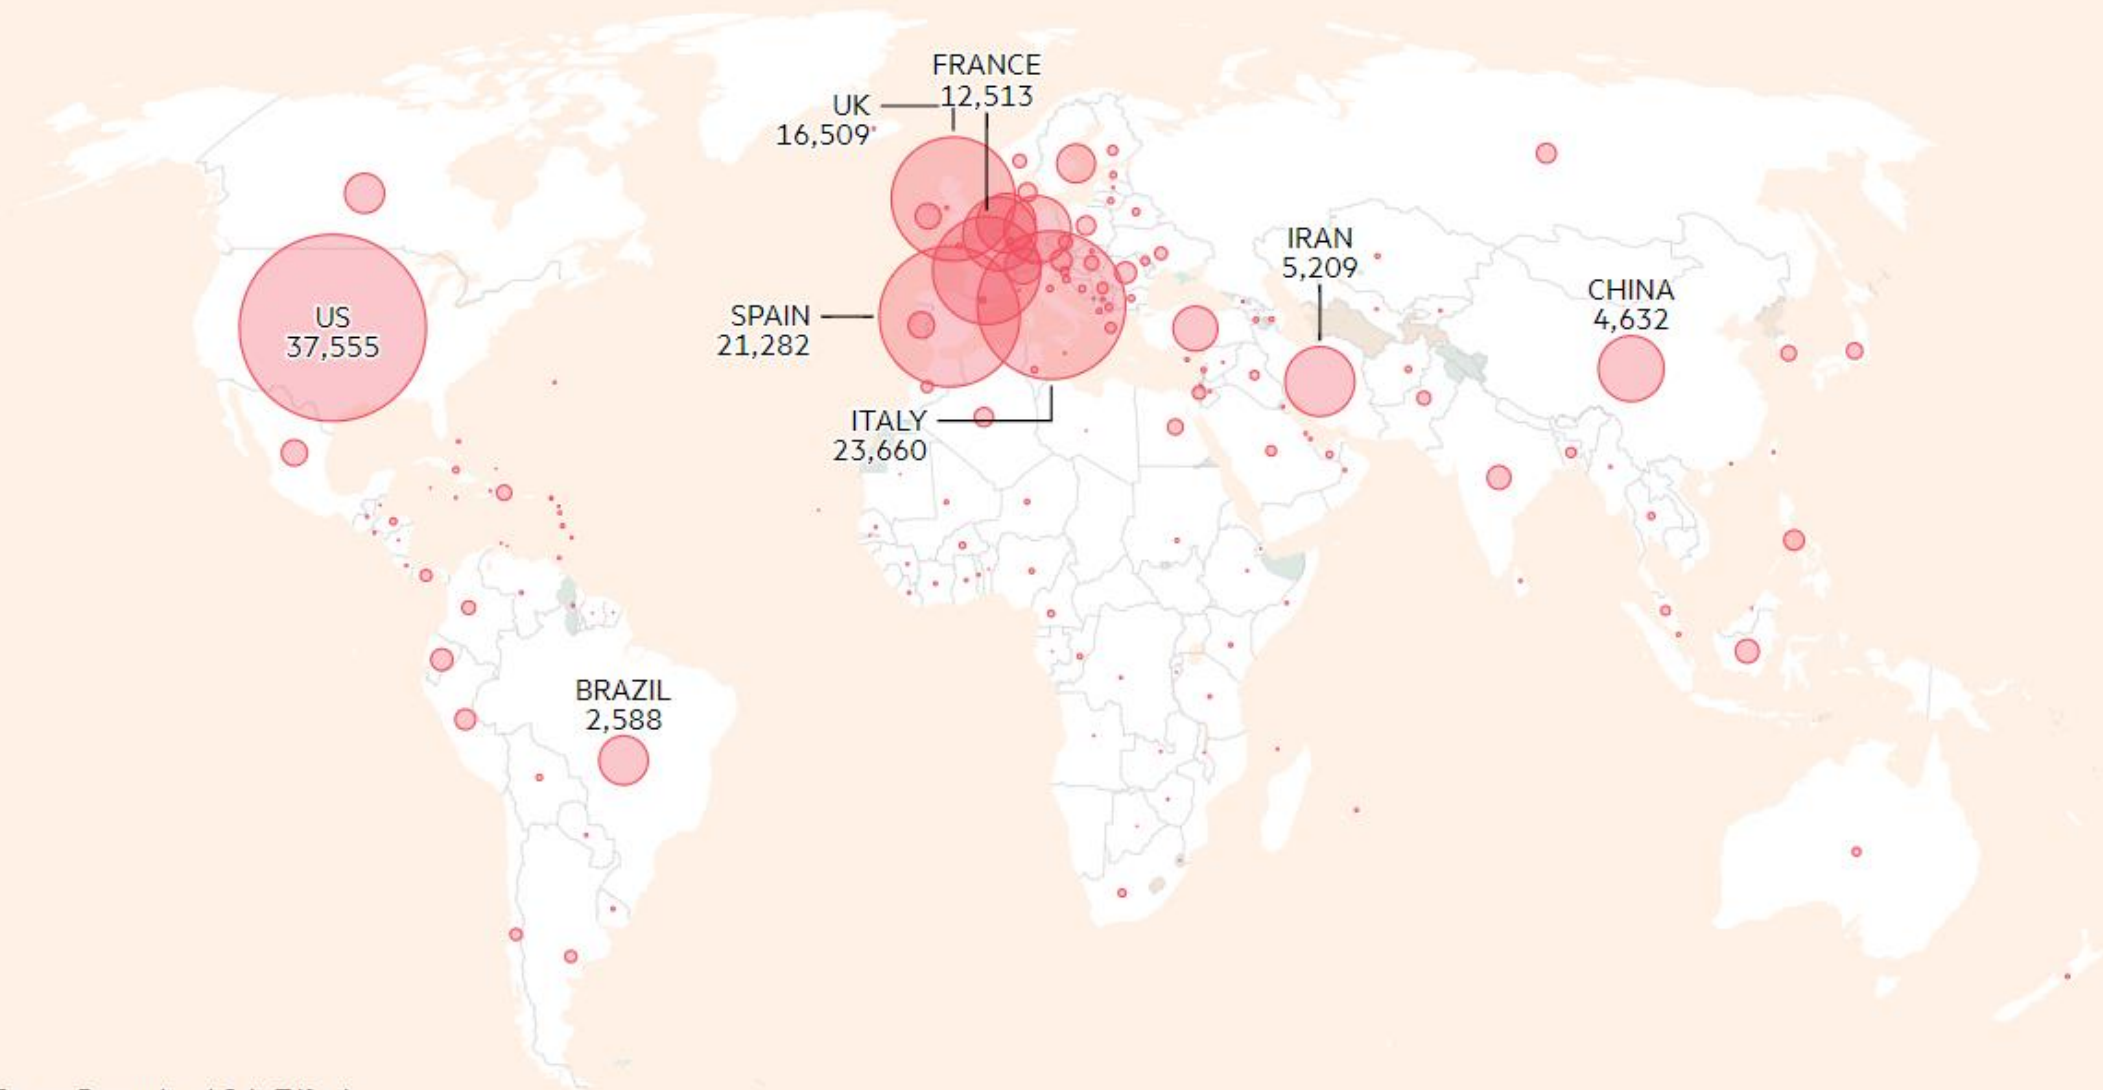 FRANCE
12,513
UK
16,509
IRAN
5,209
CHINA
4,632
US
37,555
SPAIN
21,282
ITALY
23,660
BRAZIL
2,588